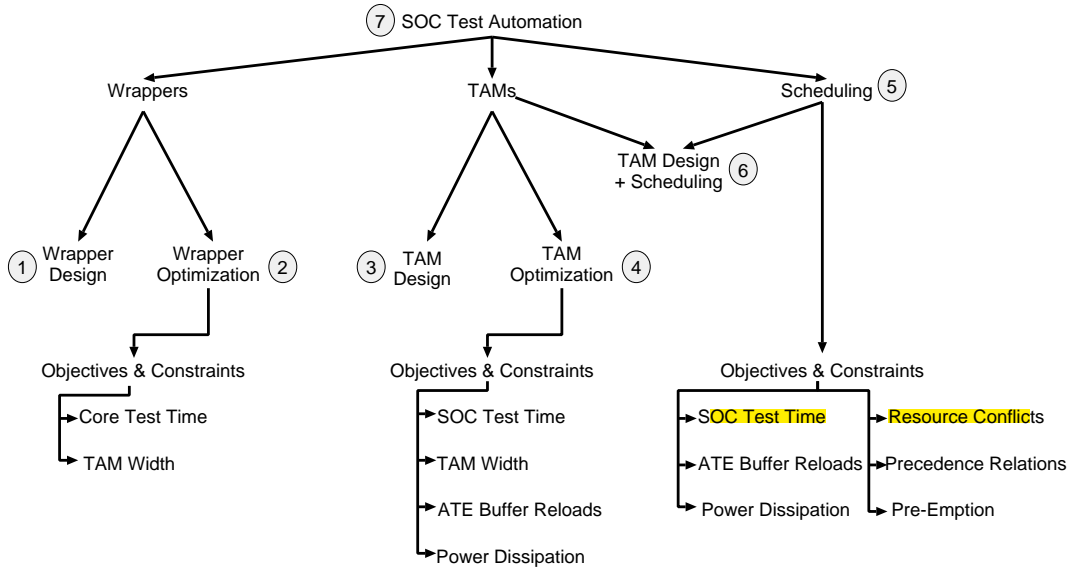 7 SOC Test Automation
Wrappers
TAMs
Scheduling 5
TAM Design
+ Scheduling 6
1 Wrapper
Design
Wrapper
Optimization 2
3 TAM
Design
TAM
Optimization 4
Objectives & Constraints
Core Test Time
TAM Width
Objectives & Constraints
SOC Test Time
TAM Width
ATE Buffer Reloads
Power Dissipation
Objectives & Constraints
SOC Test Time
ATE Buffer Reloads
Power Dissipation
Resource Conflicts
Precedence Relations
Pre-Emption